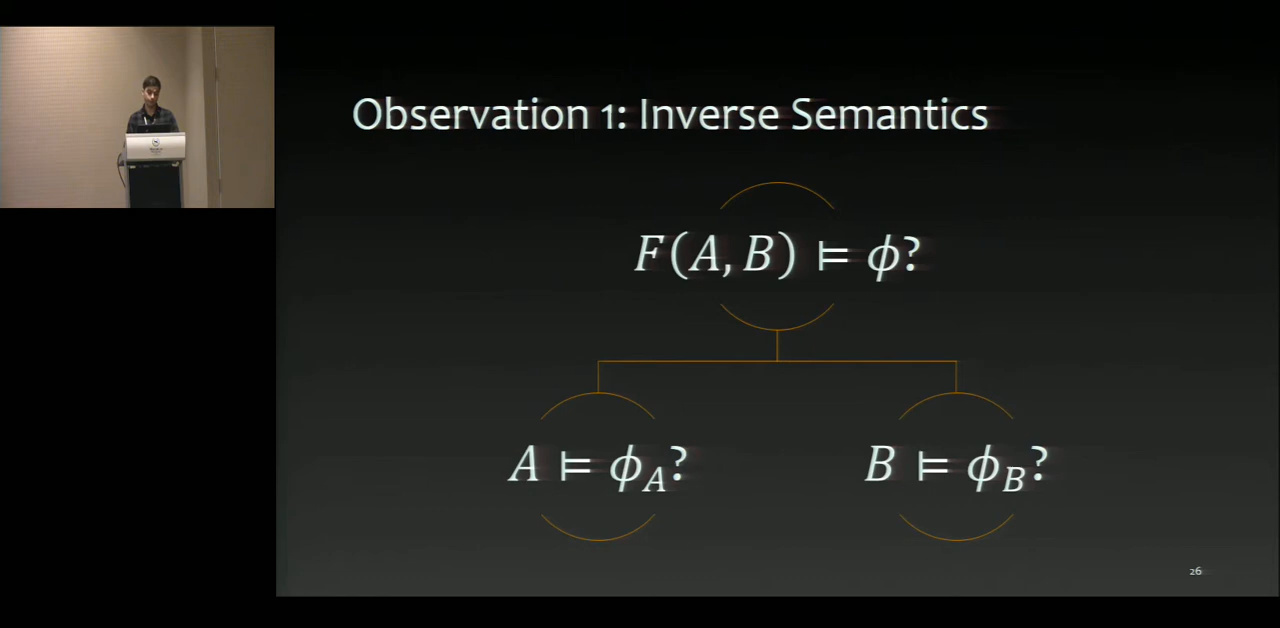 Observation 1: Inverse Semantics
F(A, B) ⊨ ϕ?
A ⊨ ϕ_A?
B ⊨ ϕ_B?
26